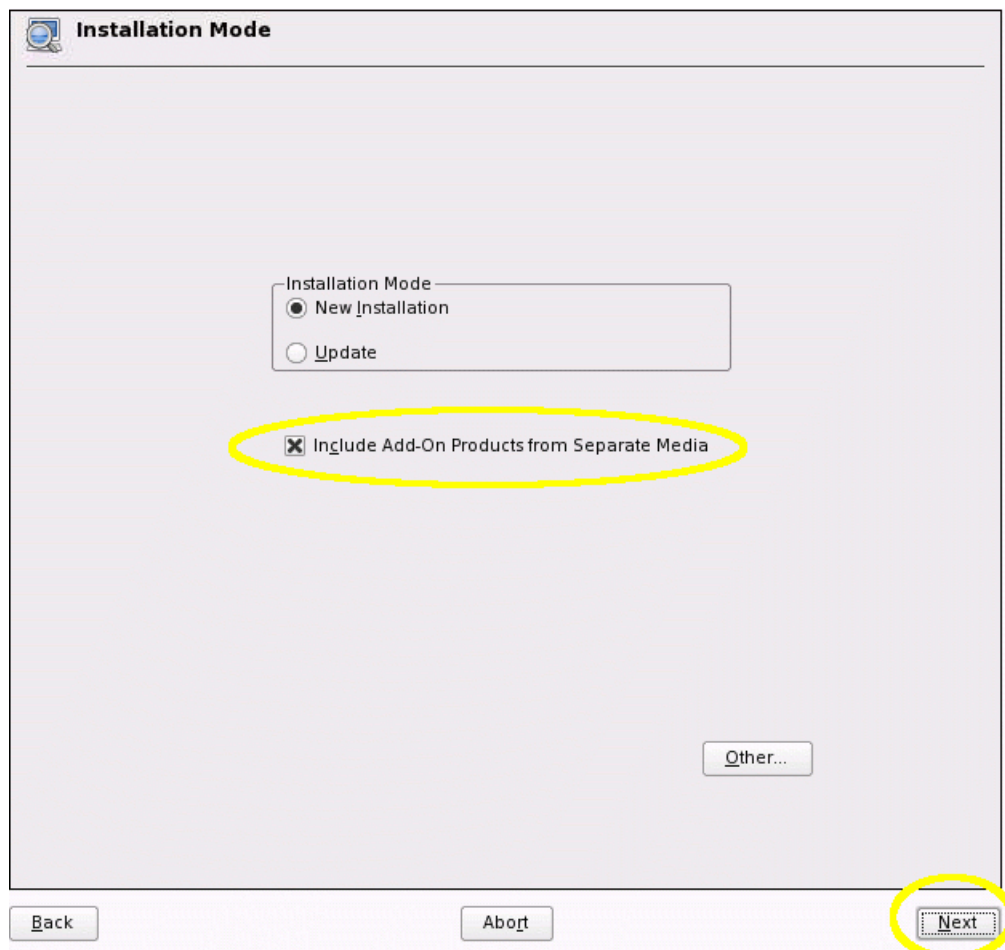 Installation Mode
Installation Mode
New Installation
Update
Include Add-On Products from Separate Media
Other...
Back
Abort
Next